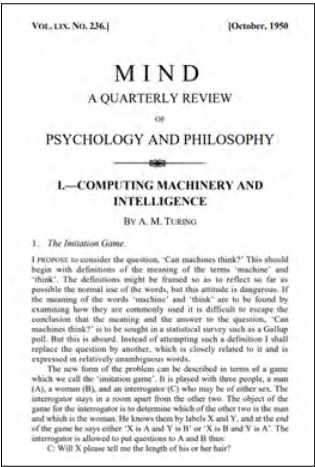 VOL. LIX. NO. 236.] [October, 1950
MIND
A QUARTERLY REVIEW
OF
PSYCHOLOGY AND PHILOSOPHY
I.—COMPUTING MACHINERY AND
INTELLIGENCE
BY A. M. TURING
1. The Imitation Game.
I PROPOSE to consider the question, ‘Can machines think?’ This should
begin with definitions of the meaning of the terms ‘machine’ and
‘think’. The definitions might be framed so as to reflect so far as
possible the normal use of the words, but this attitude is dangerous. If
the meaning of the words ‘machine’ and ‘think’ are to be found by
examining how they are commonly used it is difficult to escape the
conclusion that the meaning and the answer to the question, ‘Can
machines think?’ is to be sought in a statistical survey such as a Gallup
poll. But this is absurd. Instead of attempting such a definition I shall
replace the question by another, which is closely related to it and is
expressed in relatively unambiguous words.
The new form of the problem can be described in terms of a game
which we call the ‘imitation game’. It is played with three people, a man
(A), a woman (B), and an interrogator (C) who may be of either sex. The
interrogator stays in a room apart from the other two. The object of the
game for the interrogator is to determine which of the other two is the man
and which is the woman. He knows them by labels X and Y, and at the end
of the game he says either ‘X is A and Y is B’ or ‘X is B and Y is A’. The
interrogator is allowed to put questions to A and B thus:
C: Will X please tell me the length of his or her hair?